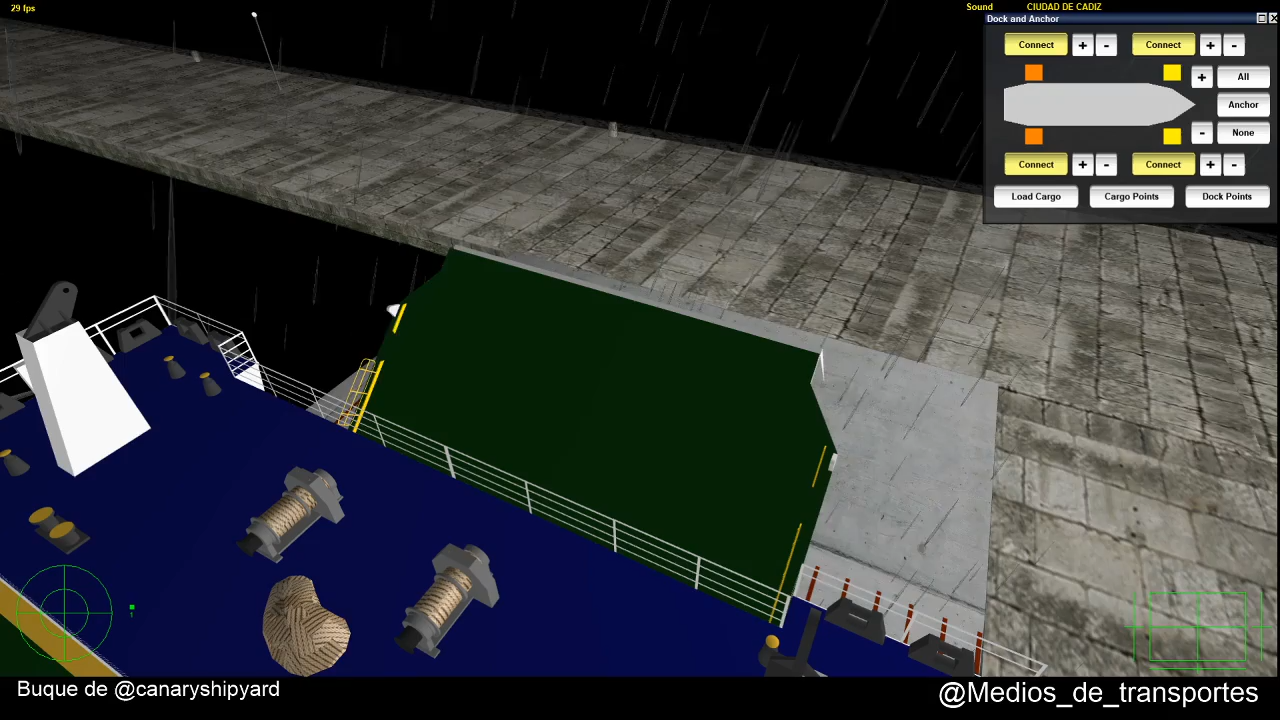 29 fps
Sound CIUDAD DE CADIZ
Dock and Anchor
Connect + - Connect + -
+ All
Anchor
- None
Connect + - Connect + -
Load Cargo Cargo Points Dock Points
1
Buque de @canaryshipyard
@Medios_de_transportes